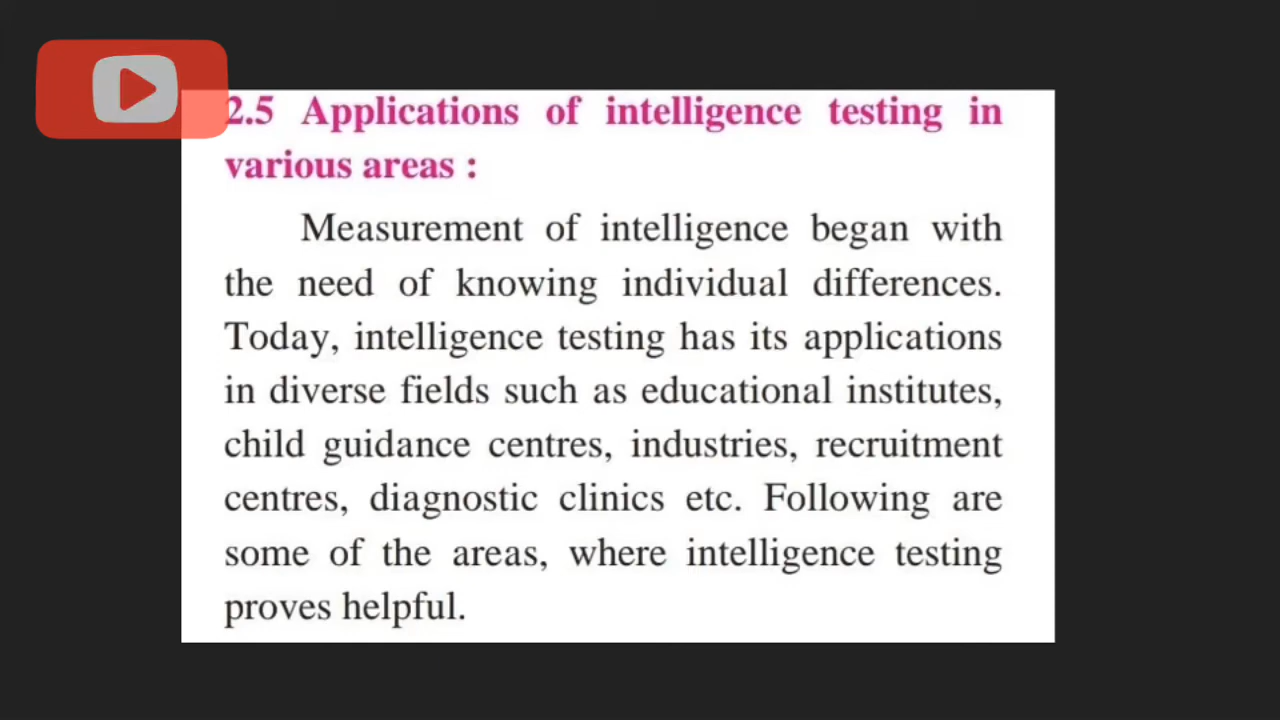 2.5 Applications of intelligence testing in
various areas :
Measurement of intelligence began with
the need of knowing individual differences.
Today, intelligence testing has its applications
in diverse fields such as educational institutes,
child guidance centres, industries, recruitment
centres, diagnostic clinics etc. Following are
some of the areas, where intelligence testing
proves helpful.